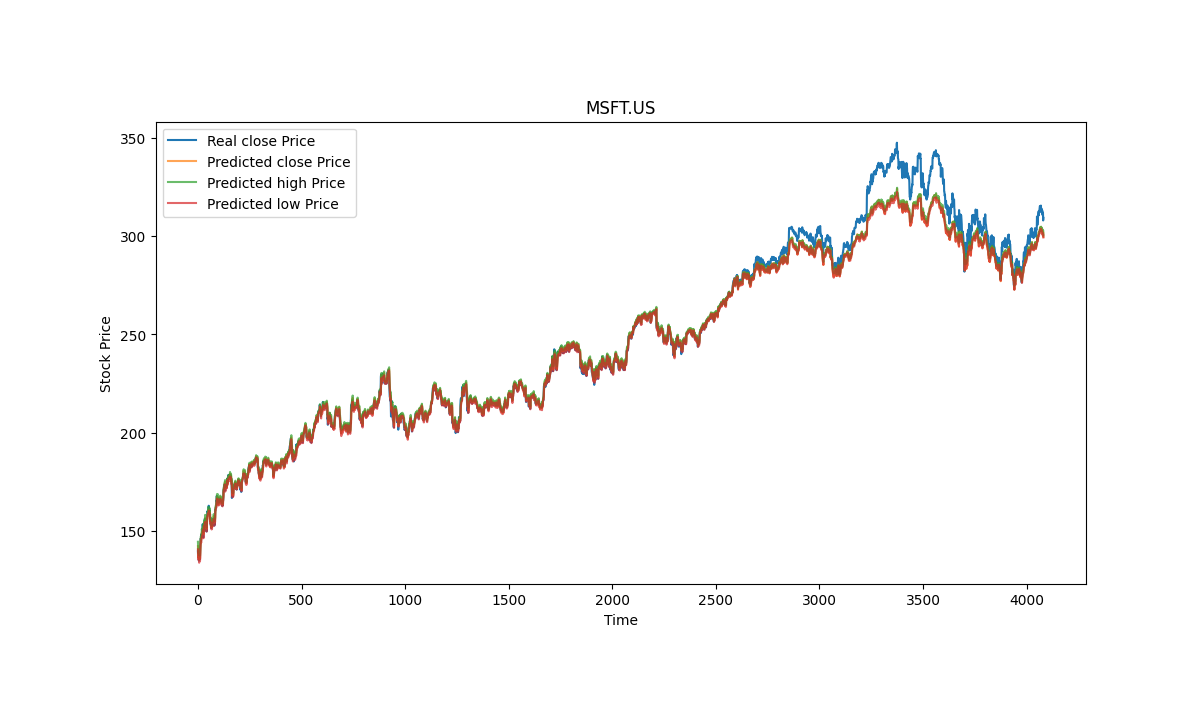 MSFT.US
Real close Price
Predicted close Price
Predicted high Price
Predicted low Price
350
300
250
200
150
Stock Price
0 500 1000 1500 2000 2500 3000 3500 4000
Time